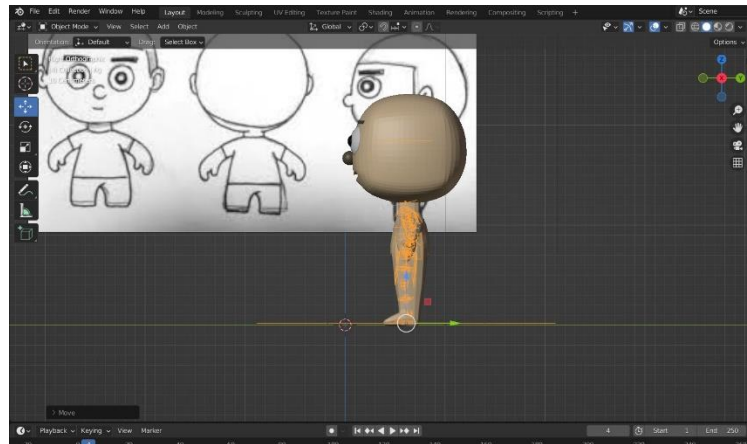 File Edit Render Window Help Layout Modeling Sculpting UV Editing Texture Paint Shading Animation Rendering Compositing Scripting + Scene
Object Mode View Select Add Object Global
Orientation: Default Drag: Select Box Options
Right Orthographic
Move
Playback Keying View Marker 4 Start 1 End 250